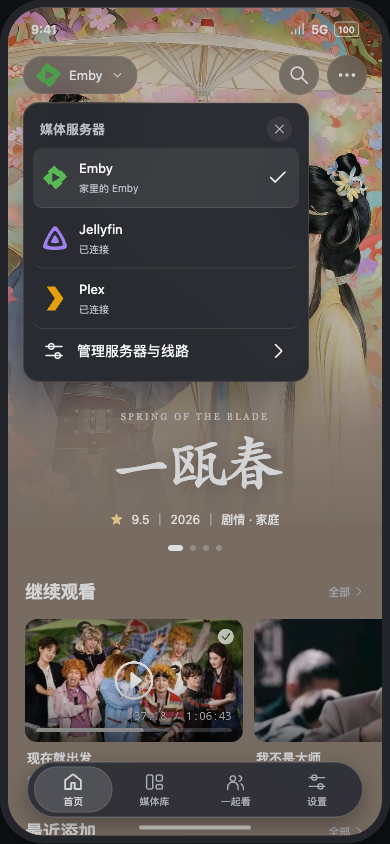 9:41
5G 100
Emby
媒体服务器
Emby
家里的 Emby
Jellyfin
已连接
Plex
已连接
管理服务器与线路
SPRING OF THE BLADE
一瓯春
9.5 | 2026 | 剧情 · 家庭
继续观看
全部
37:18 / 1:06:43
现在就出发
我不是大师
首页
媒体库
一起看
设置
最近添加
全部